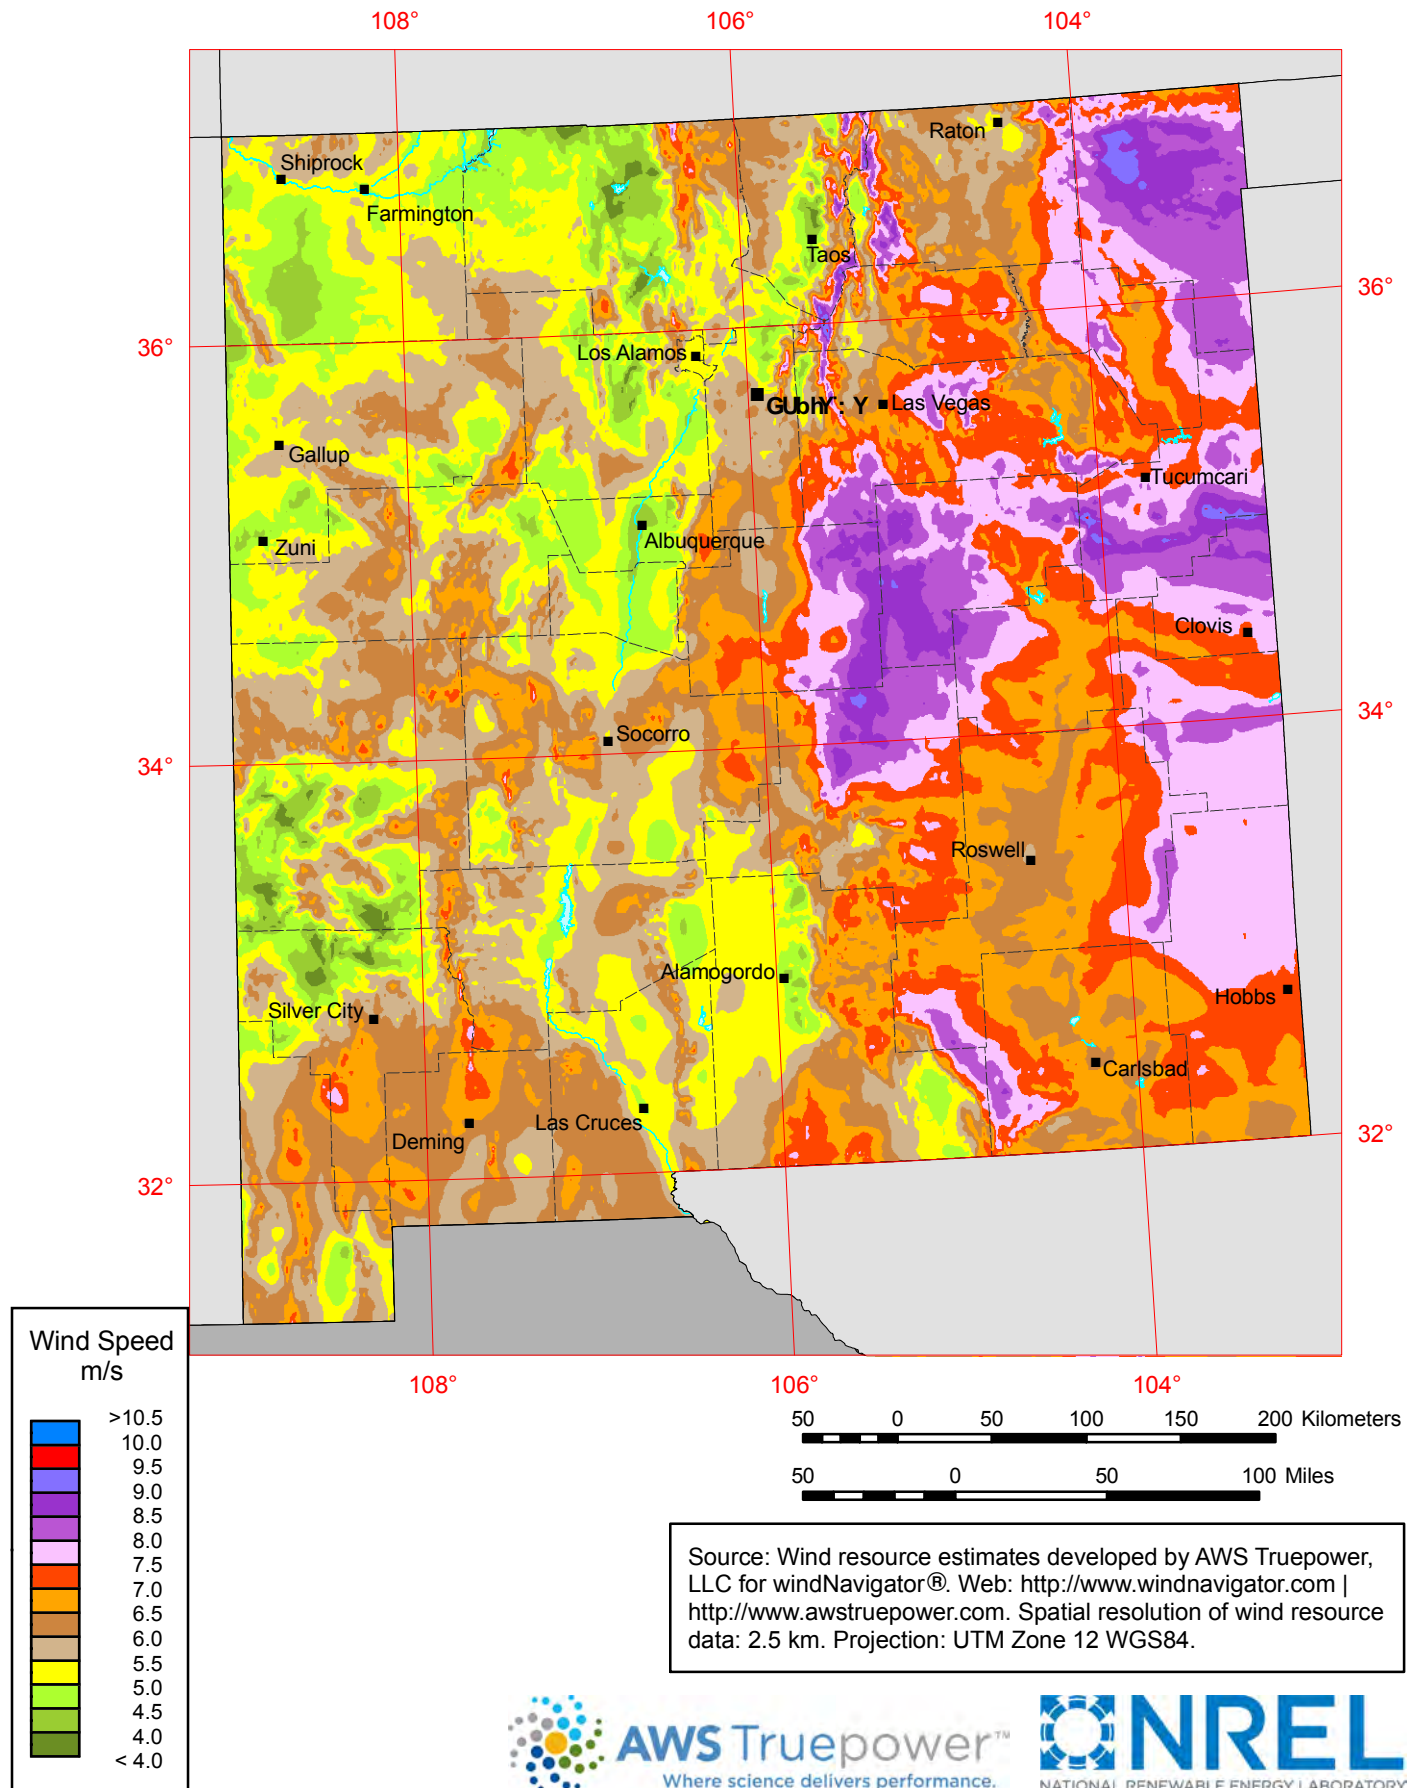 108°
106°
104°
Raton
Shiprock
Farmington
Taos
36°
36°
Los Alamos
GUbhY : Y
Las Vegas
Gallup
Tucumcari
Zuni
Albuquerque
Clovis
34°
Socorro
34°
Roswell
Alamogordo
Hobbs
Silver City
Carlsbad
Las Cruces
Deming
32°
32°
108°
106°
104°
Wind Speed
m/s
>10.5
10.0
9.5
9.0
8.5
8.0
7.5
7.0
6.5
6.0
5.5
5.0
4.5
4.0
< 4.0
50 0 50 100 150 200 Kilometers
50 0 50 100 Miles
Source: Wind resource estimates developed by AWS Truepower,
LLC for windNavigator®. Web: http://www.windnavigator.com |
http://www.awstruepower.com. Spatial resolution of wind resource
data: 2.5 km. Projection: UTM Zone 12 WGS84.
AWS Truepower™
Where science delivers performance.
NREL
NATIONAL RENEWABLE ENERGY LABORATORY